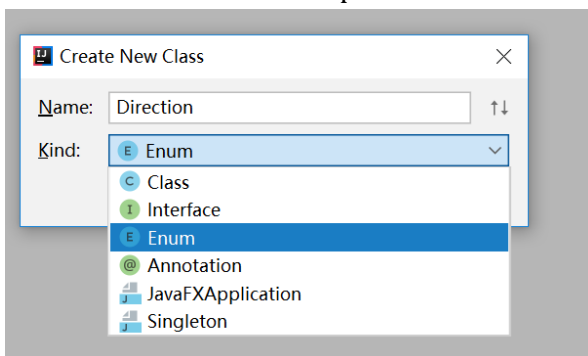 Create New Class
Name: Direction
Kind: E Enum
C Class
I Interface
E Enum
@ Annotation
JavaFXApplication
Singleton